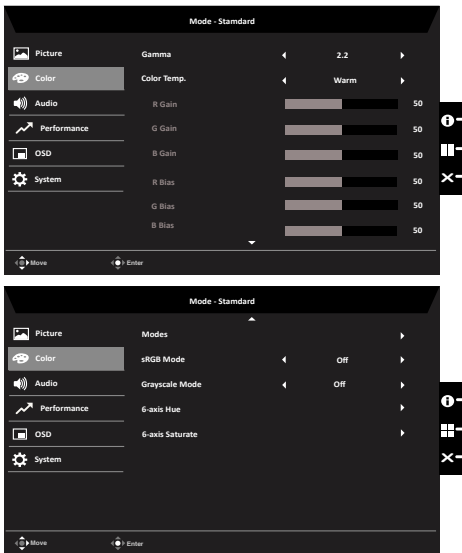 Mode - Stamdard
Picture
Gamma 2.2
Color
Color Temp. Warm
Audio
R Gain 50
Performance
G Gain 50
OSD
B Gain 50
System
R Bias 50
G Bias 50
B Bias 50
Move Enter
Mode - Stamdard
Picture
Modes
Color
sRGB Mode Off
Audio
Grayscale Mode Off
Performance
6-axis Hue
OSD
6-axis Saturate
System
Move Enter